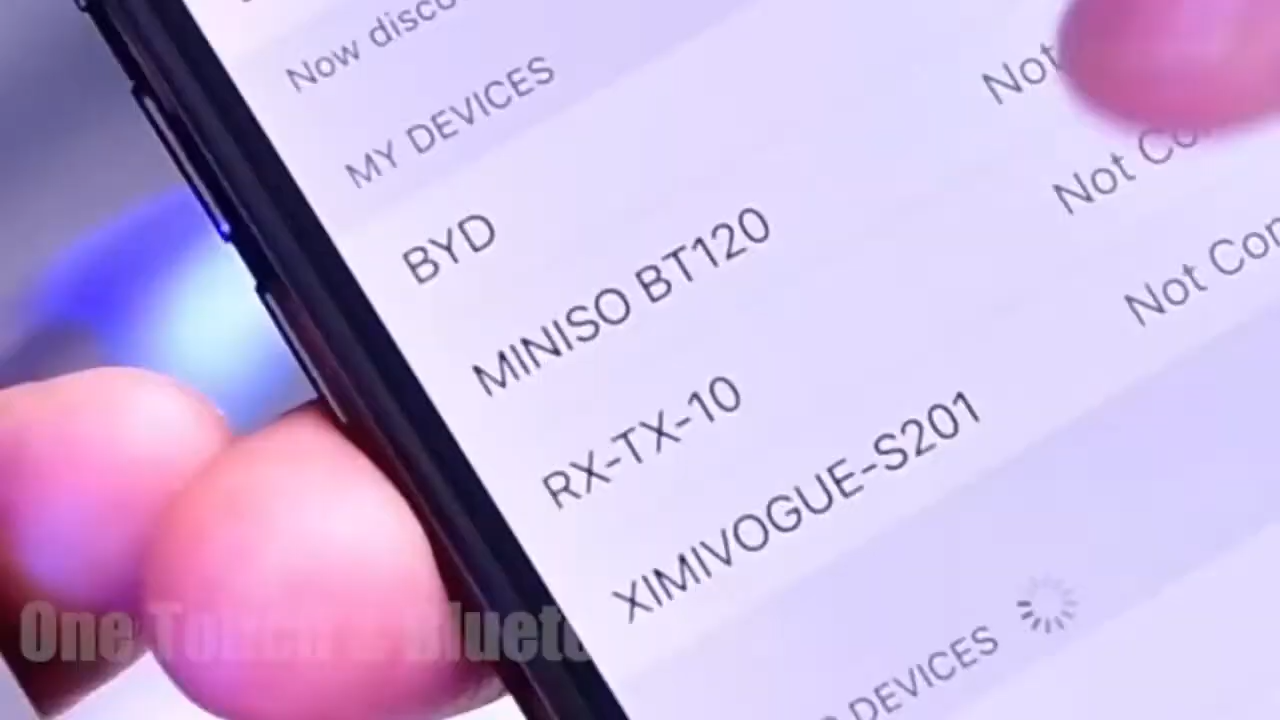 Now disco
MY DEVICES
BYD Not
MINISO BT120 Not Co
RX-TX-10 Not Con
XIMIVOGUE-S201
DEVICES
One Touch Bluet